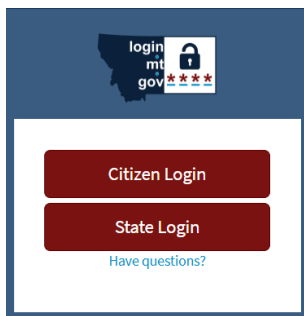 login
mt
gov ****
Citizen Login
State Login
Have questions?